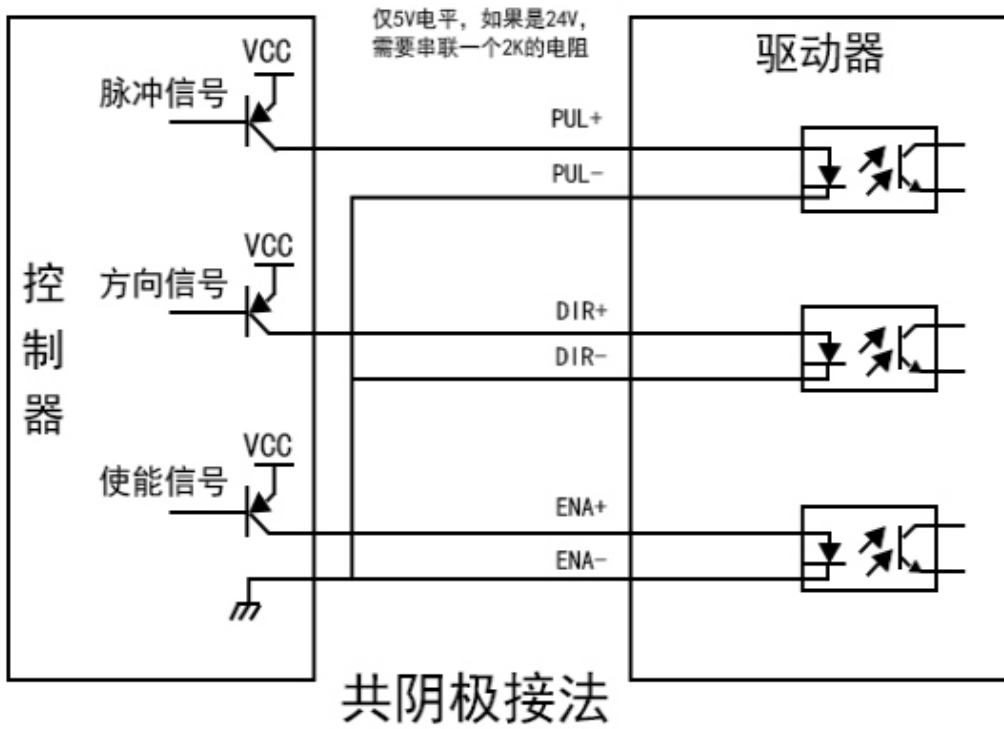 仅5V电平，如果是24V，
需要串联一个2K的电阻
驱动器
VCC
脉冲信号
PUL+
PUL-
控制器
VCC
方向信号
DIR+
DIR-
VCC
使能信号
ENA+
ENA-
共阴极接法